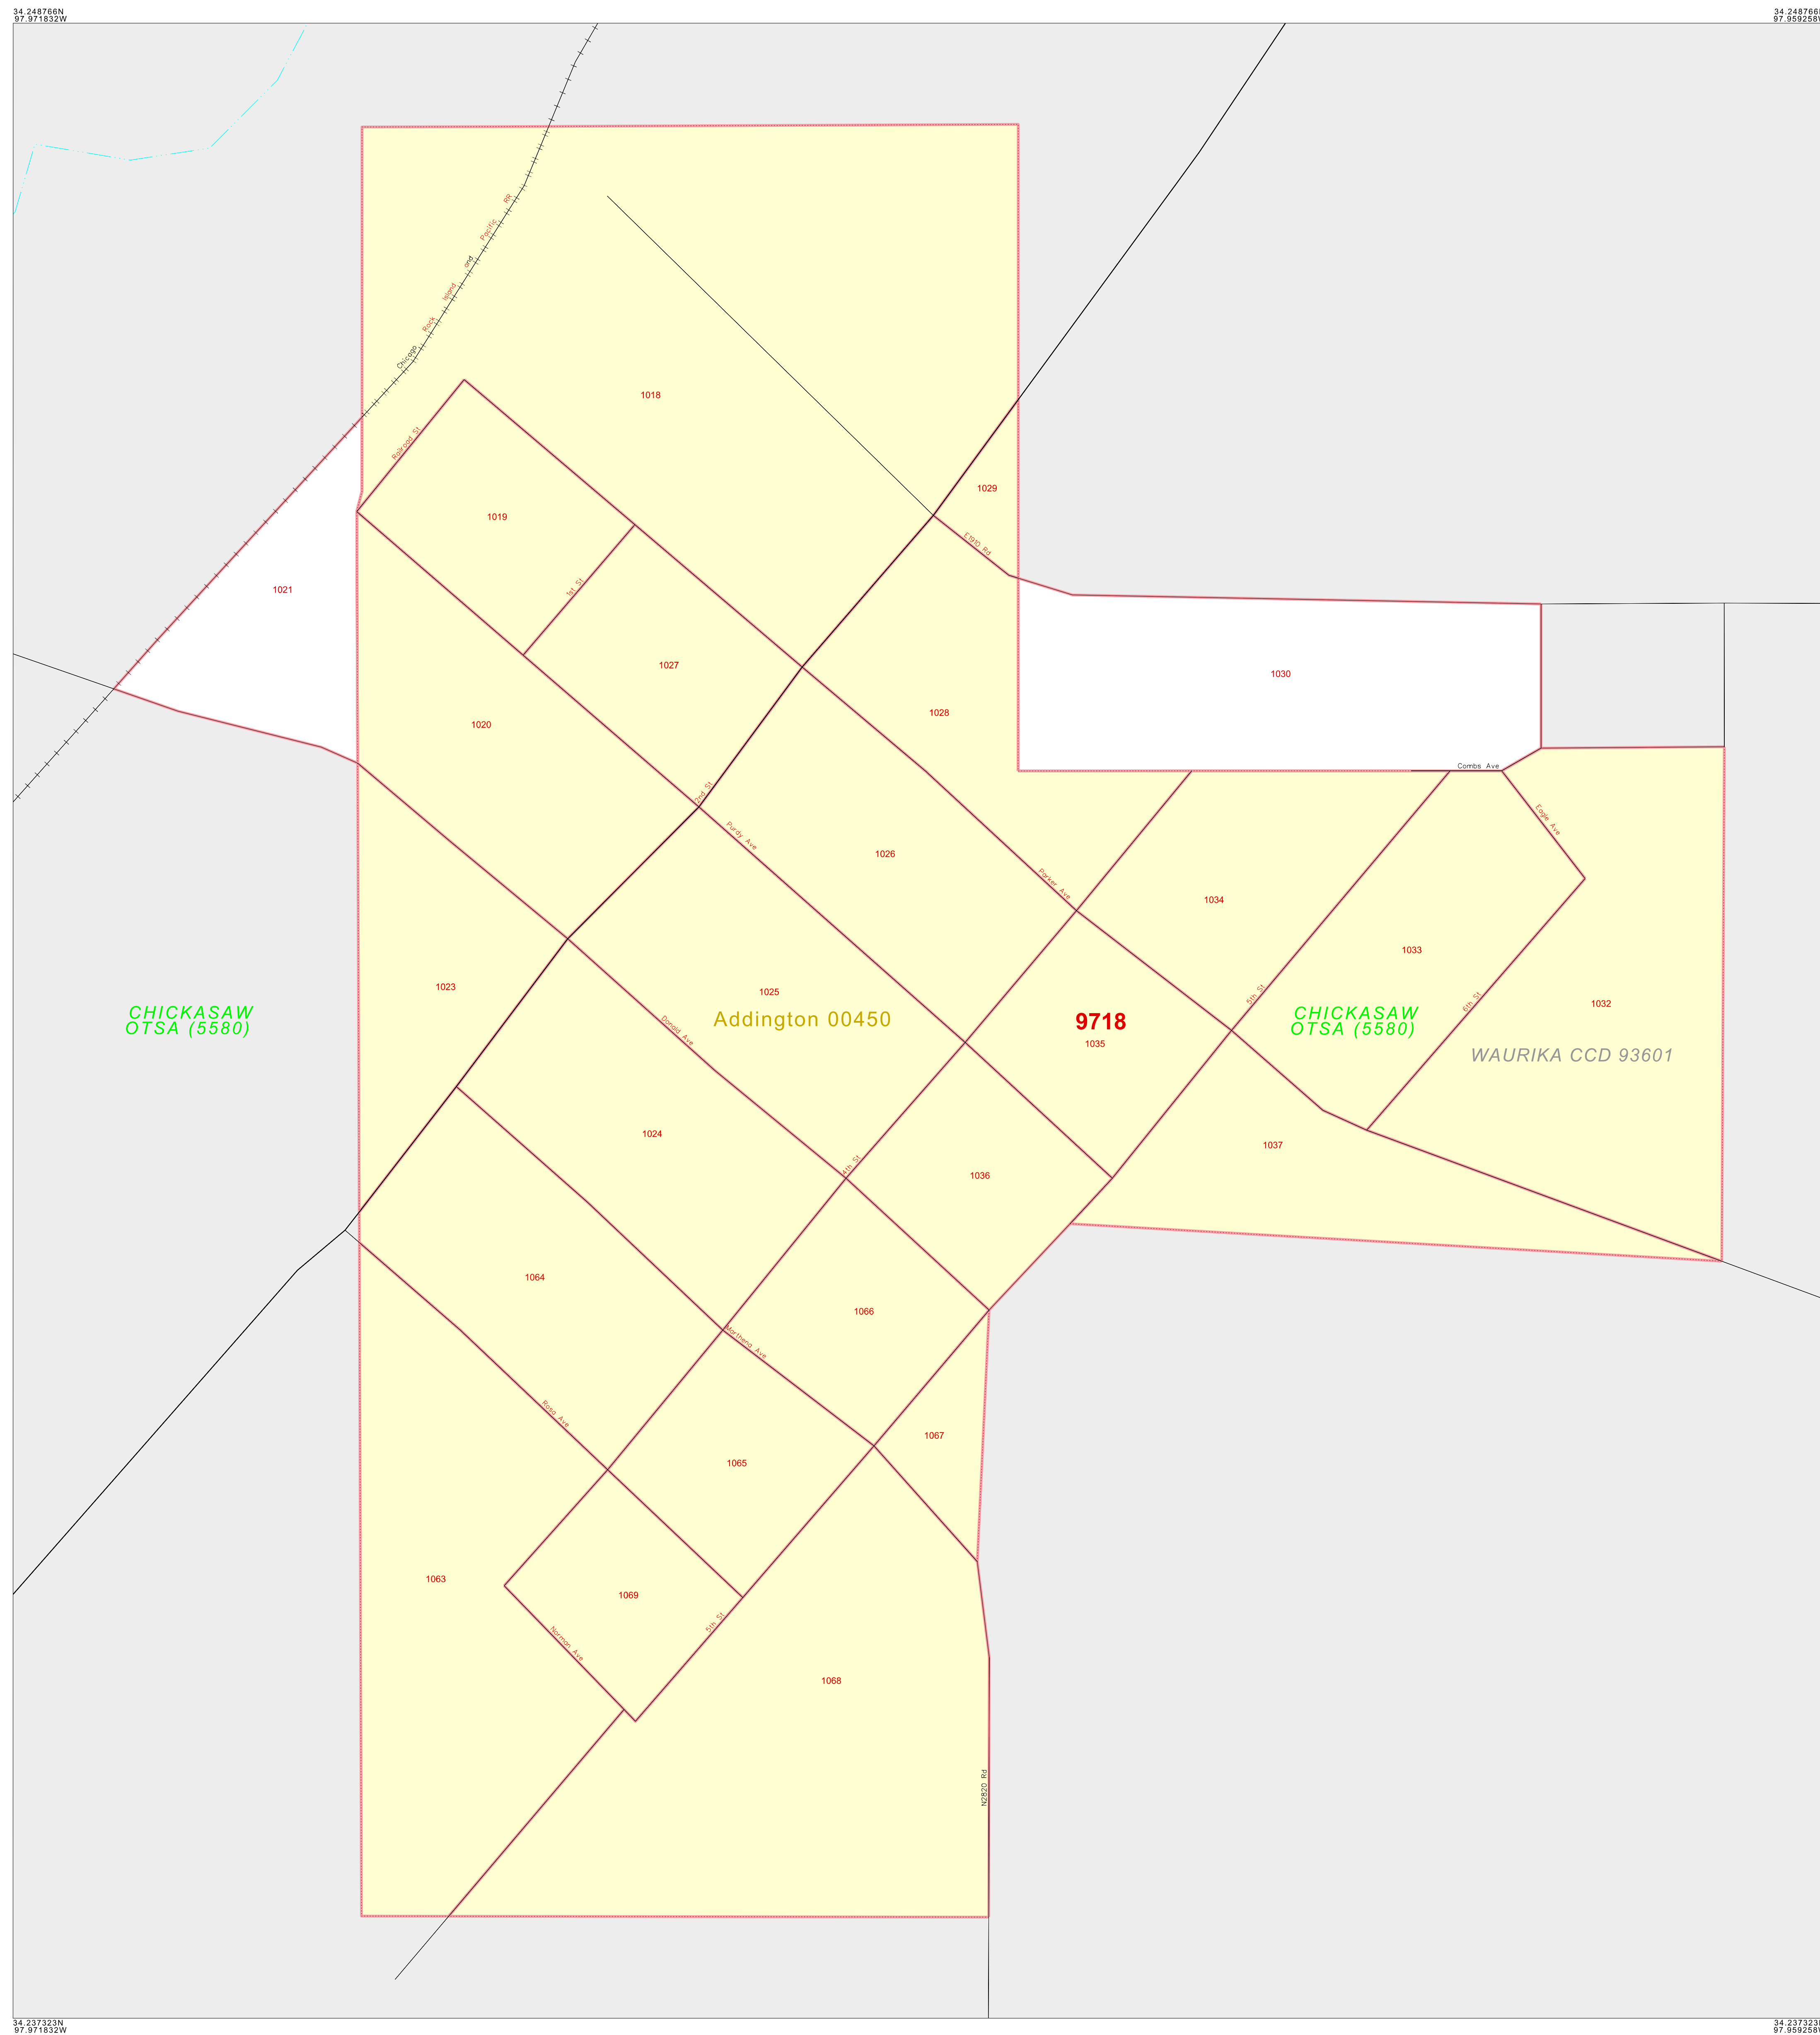 34.248766N
97.971832W
34.248766N
97.959258W
Chicago Rock Island and Pacific RR
1018
Railroad St
1029
1019
E1910 Rd
1021
1st St
1027
1030
1028
1020
Combs Ave
2nd St
Purdy Ave
Eagle Ave
1026
Parker Ave
1034
1033
1023
1025
5th St
6th St
1032
CHICKASAW
OTSA (5580)
Addington 00450
Donald Ave
9718
1035
CHICKASAW
OTSA (5580)
WAURIKA CCD 93601
1024
1037
4th St
1036
1064
1066
Marthena Ave
Rosa Ave
1067
1065
1063
1069
5th St
Norman Ave
1068
N2820 Rd
34.237323N
97.971832W
34.237323N
97.959258W